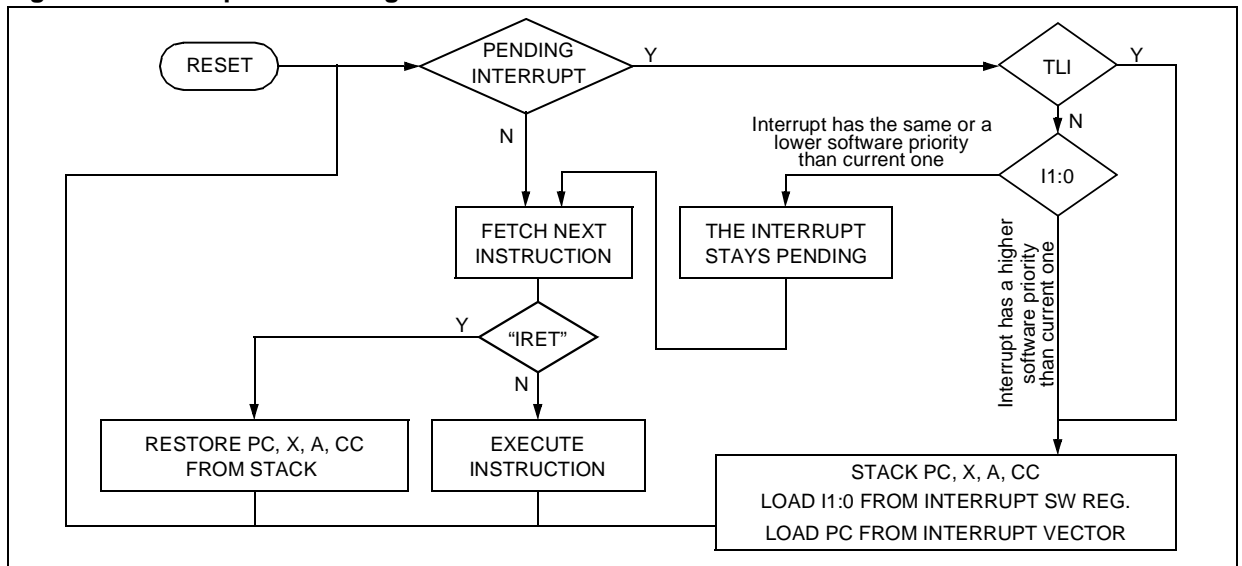 RESET
PENDING
INTERRUPT
Y
TLI
Y
N
N
Interrupt has the same or a
lower software priority
than current one
I1:0
FETCH NEXT
INSTRUCTION
THE INTERRUPT
STAYS PENDING
Interrupt has a higher
software priority
than current one
Y
“IRET”
N
RESTORE PC, X, A, CC
FROM STACK
EXECUTE
INSTRUCTION
STACK PC, X, A, CC
LOAD I1:0 FROM INTERRUPT SW REG.
LOAD PC FROM INTERRUPT VECTOR